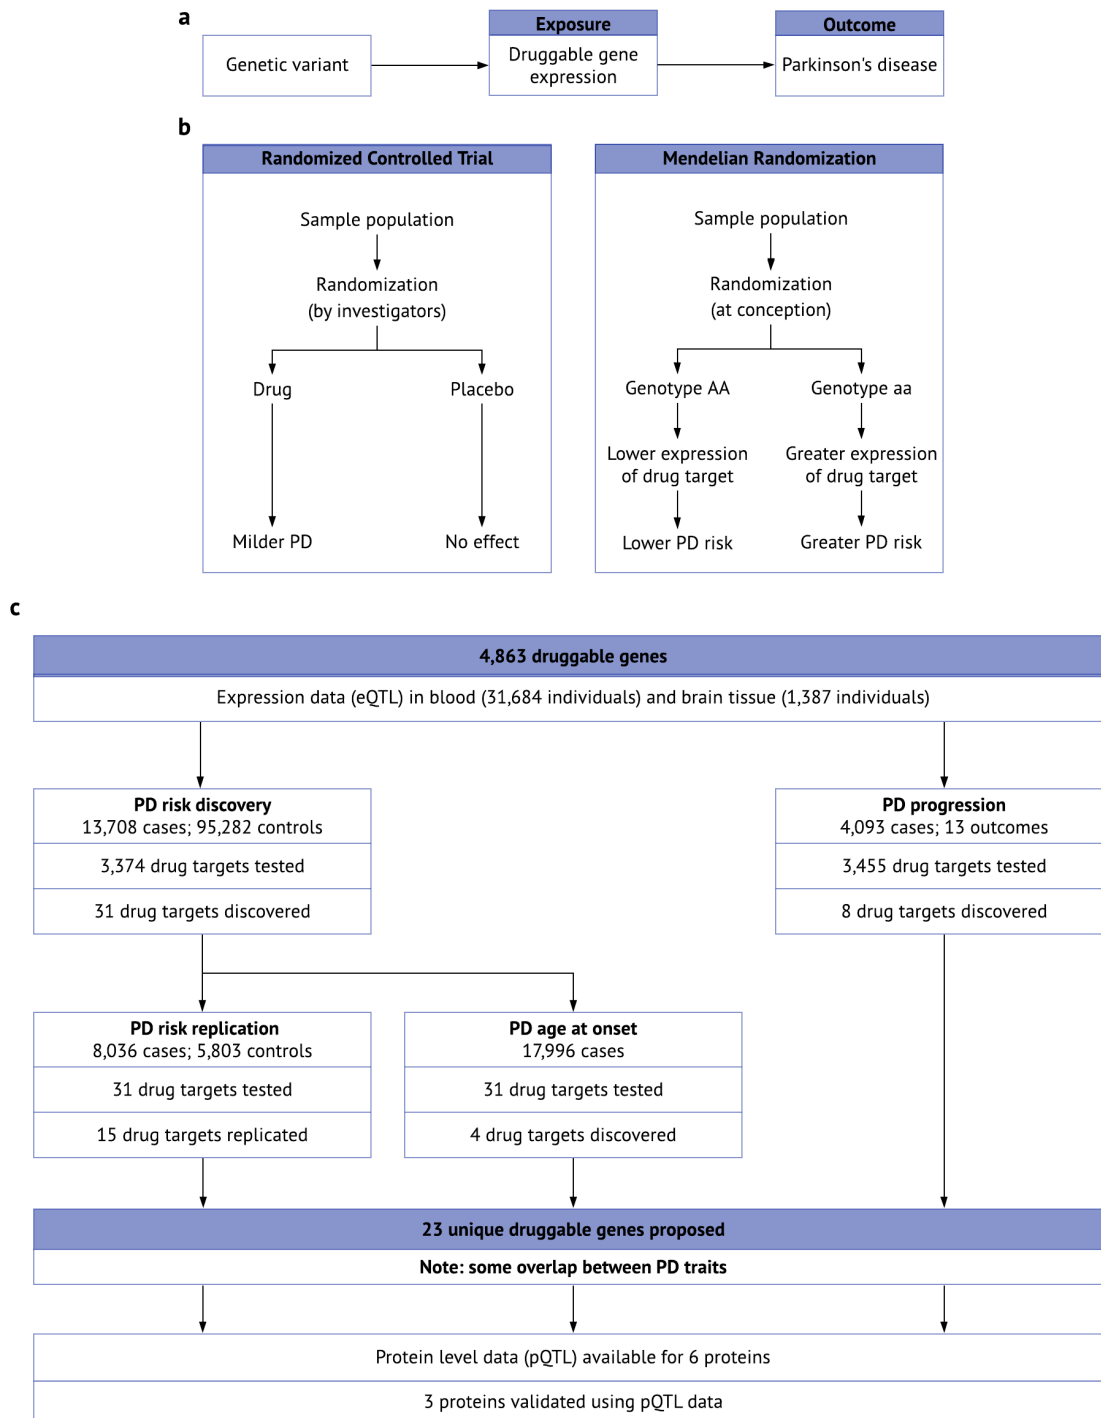 a
Exposure
Outcome
Genetic variant
Druggable gene
expression
Parkinson's disease
b
Randomized Controlled Trial
Sample population
Randomization
(by investigators)
Drug
Placebo
Milder PD
No effect
Mendelian Randomization
Sample population
Randomization
(at conception)
Genotype AA
Genotype aa
Lower expression
of drug target
Greater expression
of drug target
Lower PD risk
Greater PD risk
c
4,863 druggable genes
Expression data (eQTL) in blood (31,684 individuals) and brain tissue (1,387 individuals)
PD risk discovery
13,708 cases; 95,282 controls
3,374 drug targets tested
31 drug targets discovered
PD progression
4,093 cases; 13 outcomes
3,455 drug targets tested
8 drug targets discovered
PD risk replication
8,036 cases; 5,803 controls
31 drug targets tested
15 drug targets replicated
PD age at onset
17,996 cases
31 drug targets tested
4 drug targets discovered
23 unique druggable genes proposed
Note: some overlap between PD traits
Protein level data (pQTL) available for 6 proteins
3 proteins validated using pQTL data